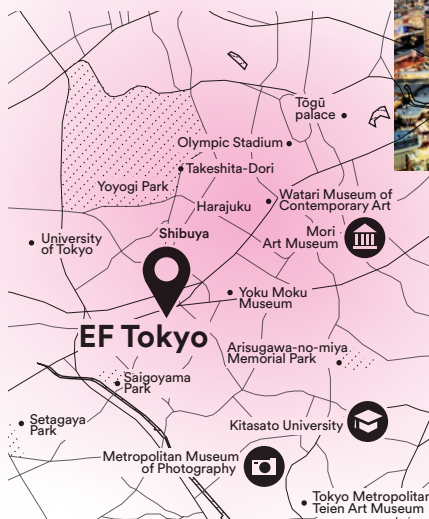 Tōgū
palace
Olympic Stadium
Takeshita-Dori
Yoyogi Park
Watari Museum of
Contemporary Art
Harajuku
Mori
Art Museum
Shibuya
University
of Tokyo
Yoku Moku
Museum
EF Tokyo
Arisugawa-no-miya
Memorial Park
Saigoyama
Park
Setagaya
Park
Kitasato University
Metropolitan Museum
of Photography
Tokyo Metropolitan
Teien Art Museum